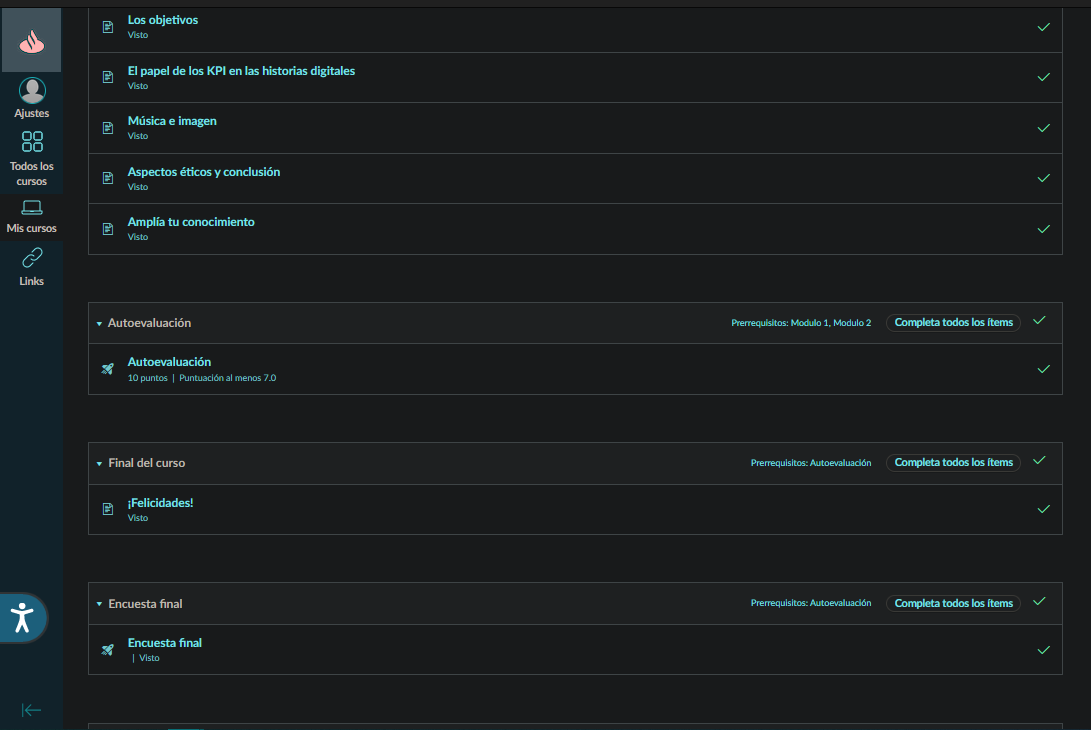 Ajustes
Todos los
cursos
Mis cursos
Links
Los objetivos
Visto
El papel de los KPI en las historias digitales
Visto
Música e imagen
Visto
Aspectos éticos y conclusión
Visto
Amplía tu conocimiento
Visto
Autoevaluación
Prerrequisitos: Modulo 1, Modulo 2
Completa todos los ítems
Autoevaluación
10 puntos | Puntuación al menos 7.0
Final del curso
Prerrequisitos: Autoevaluación
Completa todos los ítems
¡Felicidades!
Visto
Encuesta final
Prerrequisitos: Autoevaluación
Completa todos los ítems
Encuesta final
| Visto